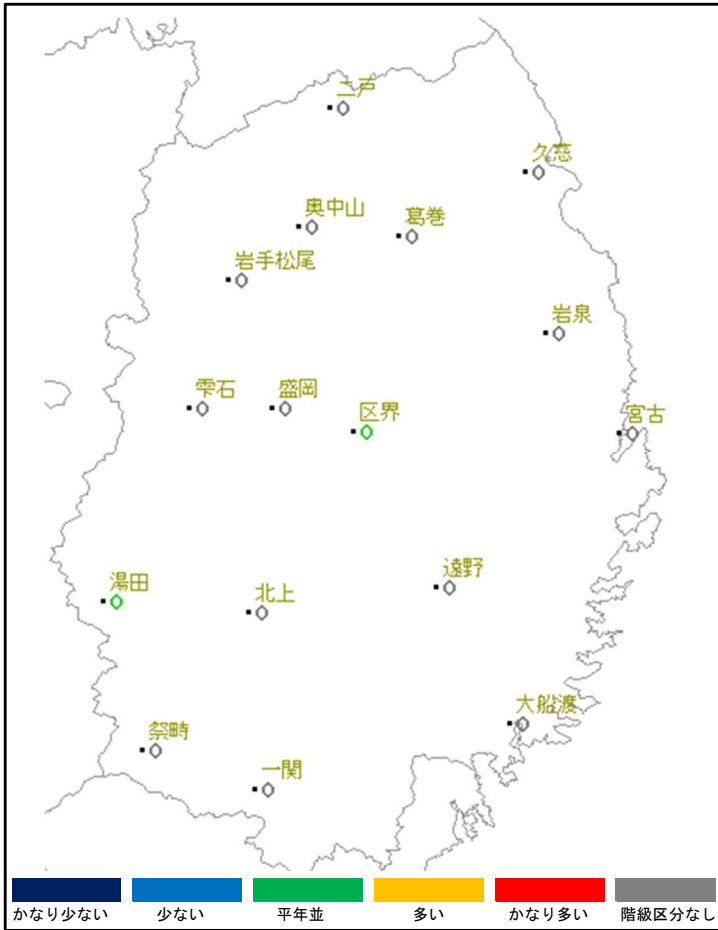 二戸
久慈
奥中山
葛巻
岩手松尾
岩泉
雫石
盛岡
区界
宮古
湯田
北上
遠野
祭畤
一関
大船渡
かなり少ない
少ない
平年並
多い
かなり多い
階級区分なし